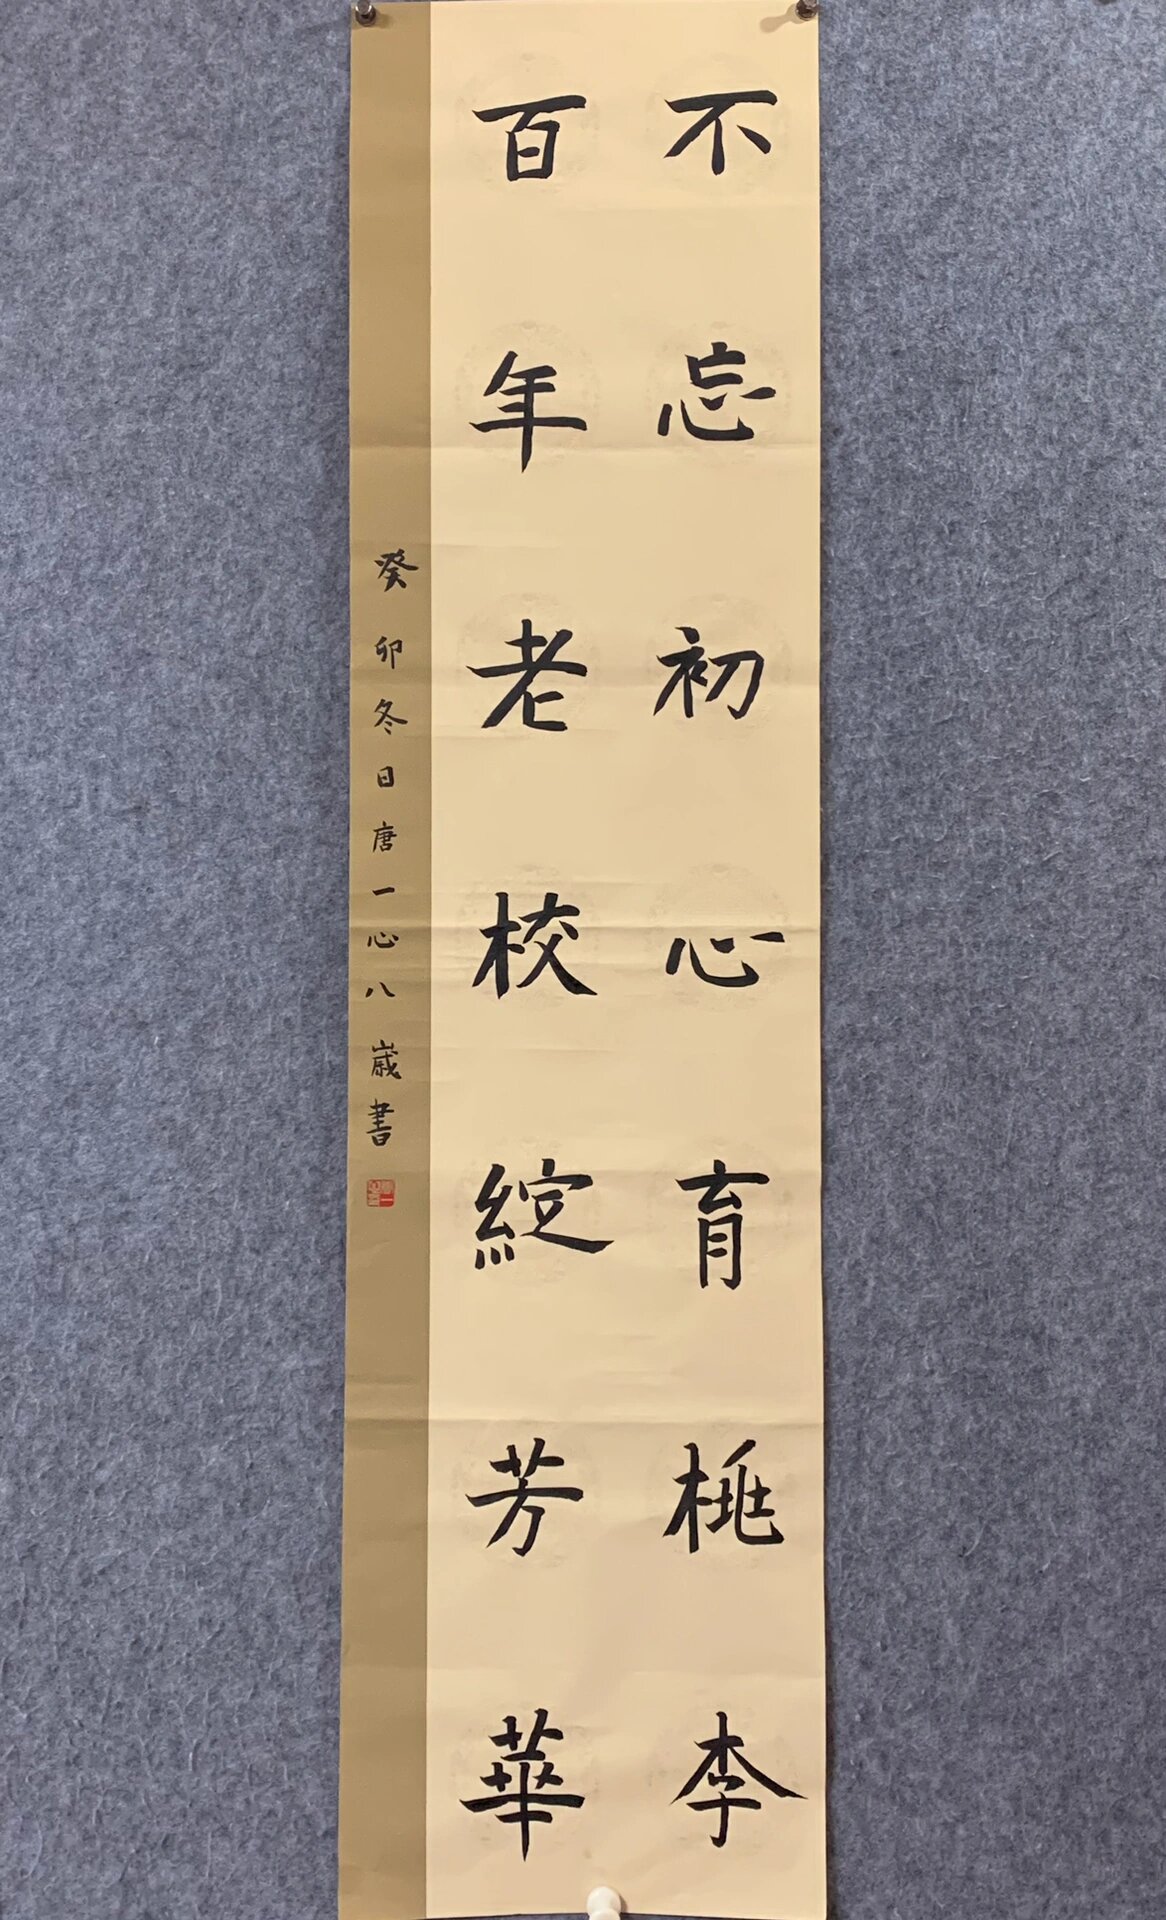 不忘初心育桃李
百年老校綻芳華
癸卯冬日唐一心八歲書